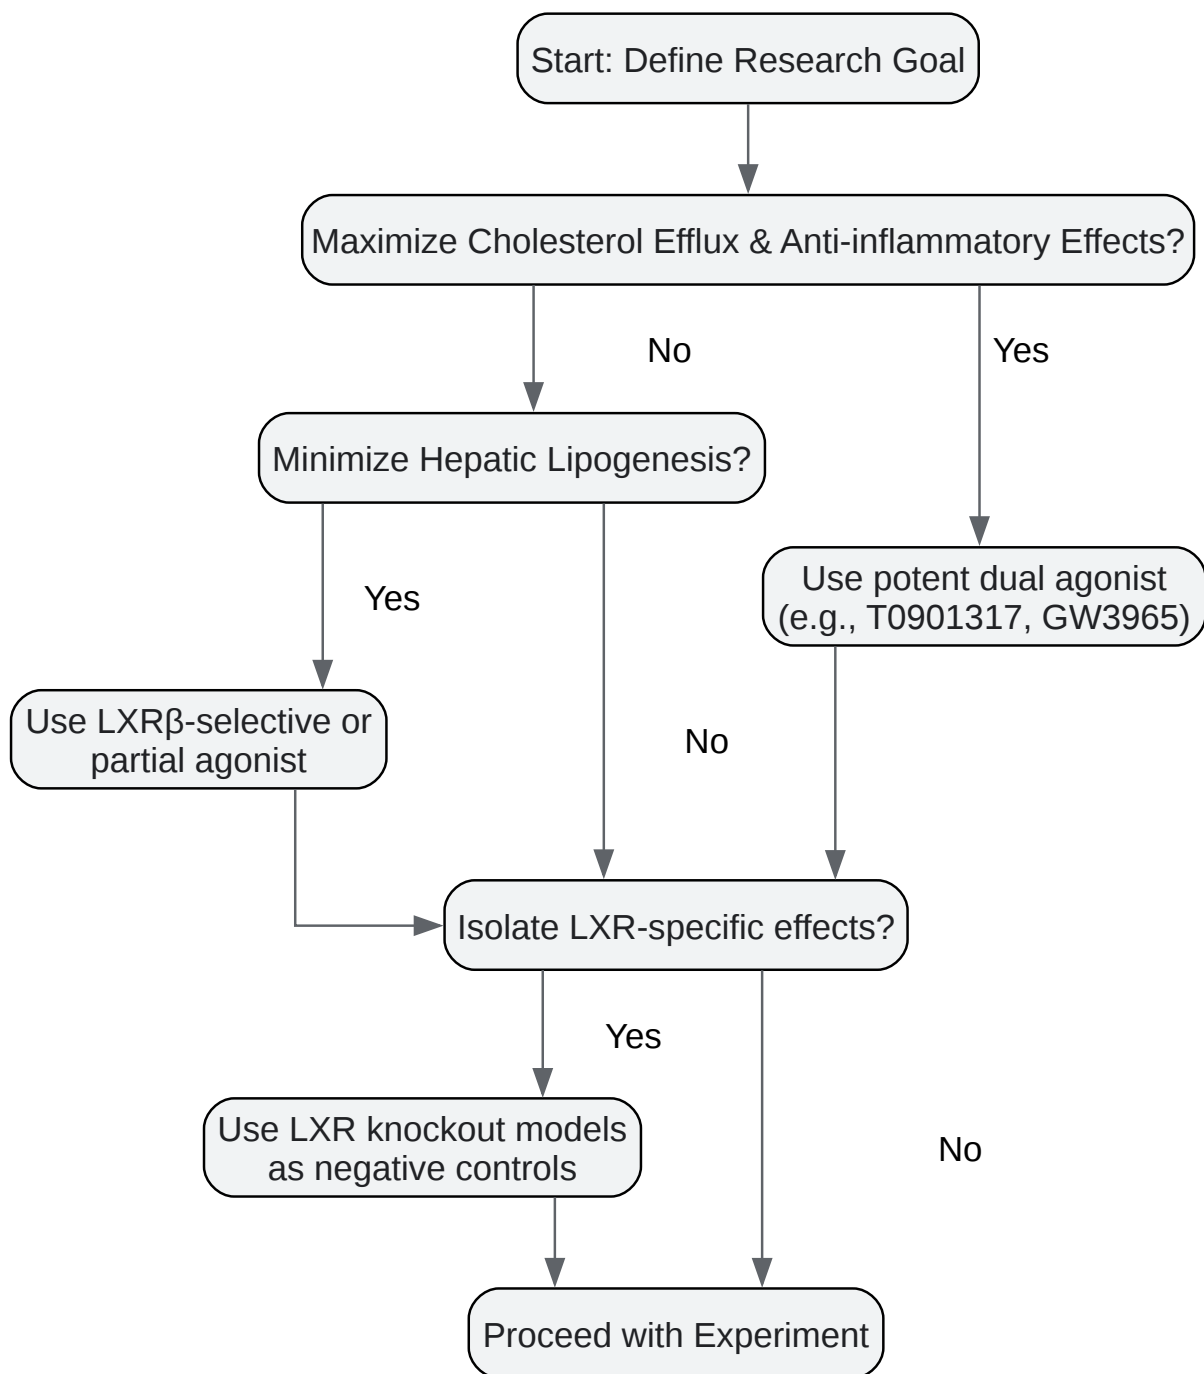 Start: Define Research Goal
Maximize Cholesterol Efflux & Anti-inflammatory Effects?
No
Yes
Minimize Hepatic Lipogenesis?
Use potent dual agonist
(e.g., T0901317, GW3965)
Yes
Use LXRβ-selective or
partial agonist
No
Isolate LXR-specific effects?
Yes
Use LXR knockout models
as negative controls
No
Proceed with Experiment